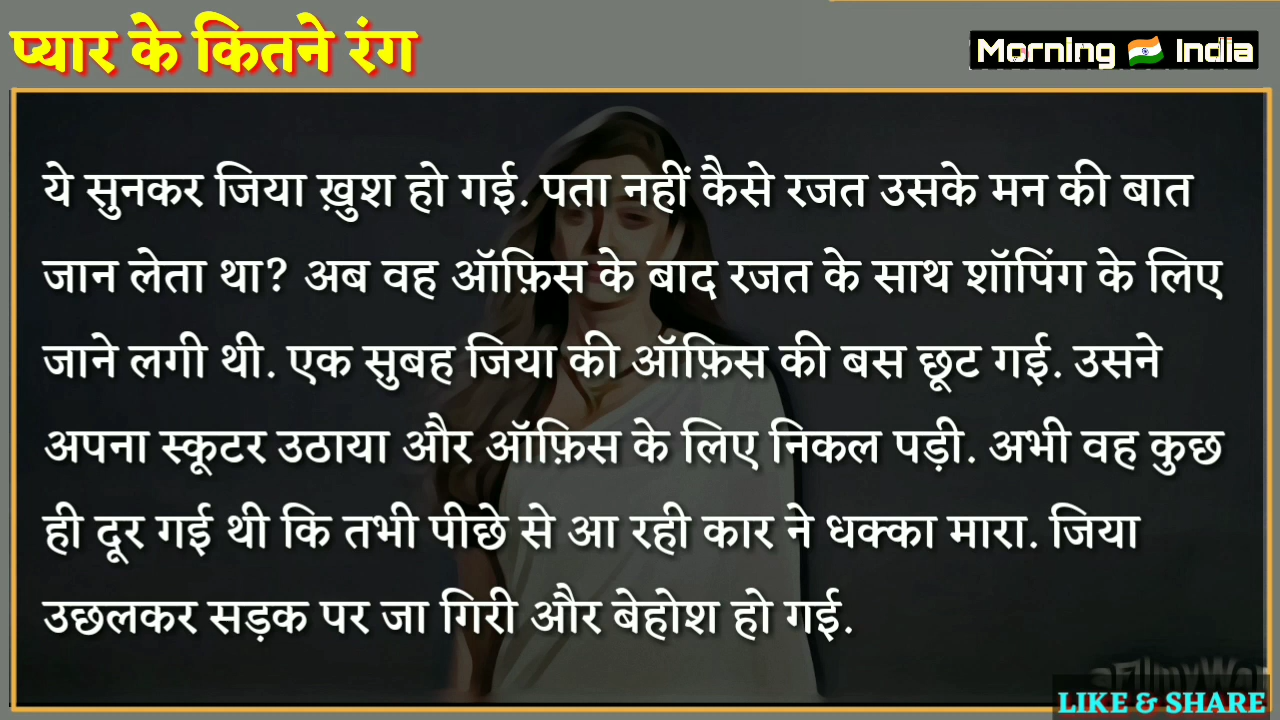 प्यार के कितने रंग
Morning India
ये सुनकर जिया ख़ुश हो गई. पता नहीं कैसे रजत उसके मन की बात
जान लेता था? अब वह ऑफ़िस के बाद रजत के साथ शॉपिंग के लिए
जाने लगी थी. एक सुबह जिया की ऑफ़िस की बस छूट गई. उसने
अपना स्कूटर उठाया और ऑफ़िस के लिए निकल पड़ी. अभी वह कुछ
ही दूर गई थी कि तभी पीछे से आ रही कार ने धक्का मारा. जिया
उछलकर सड़क पर जा गिरी और बेहोश हो गई.
LIKE & SHARE